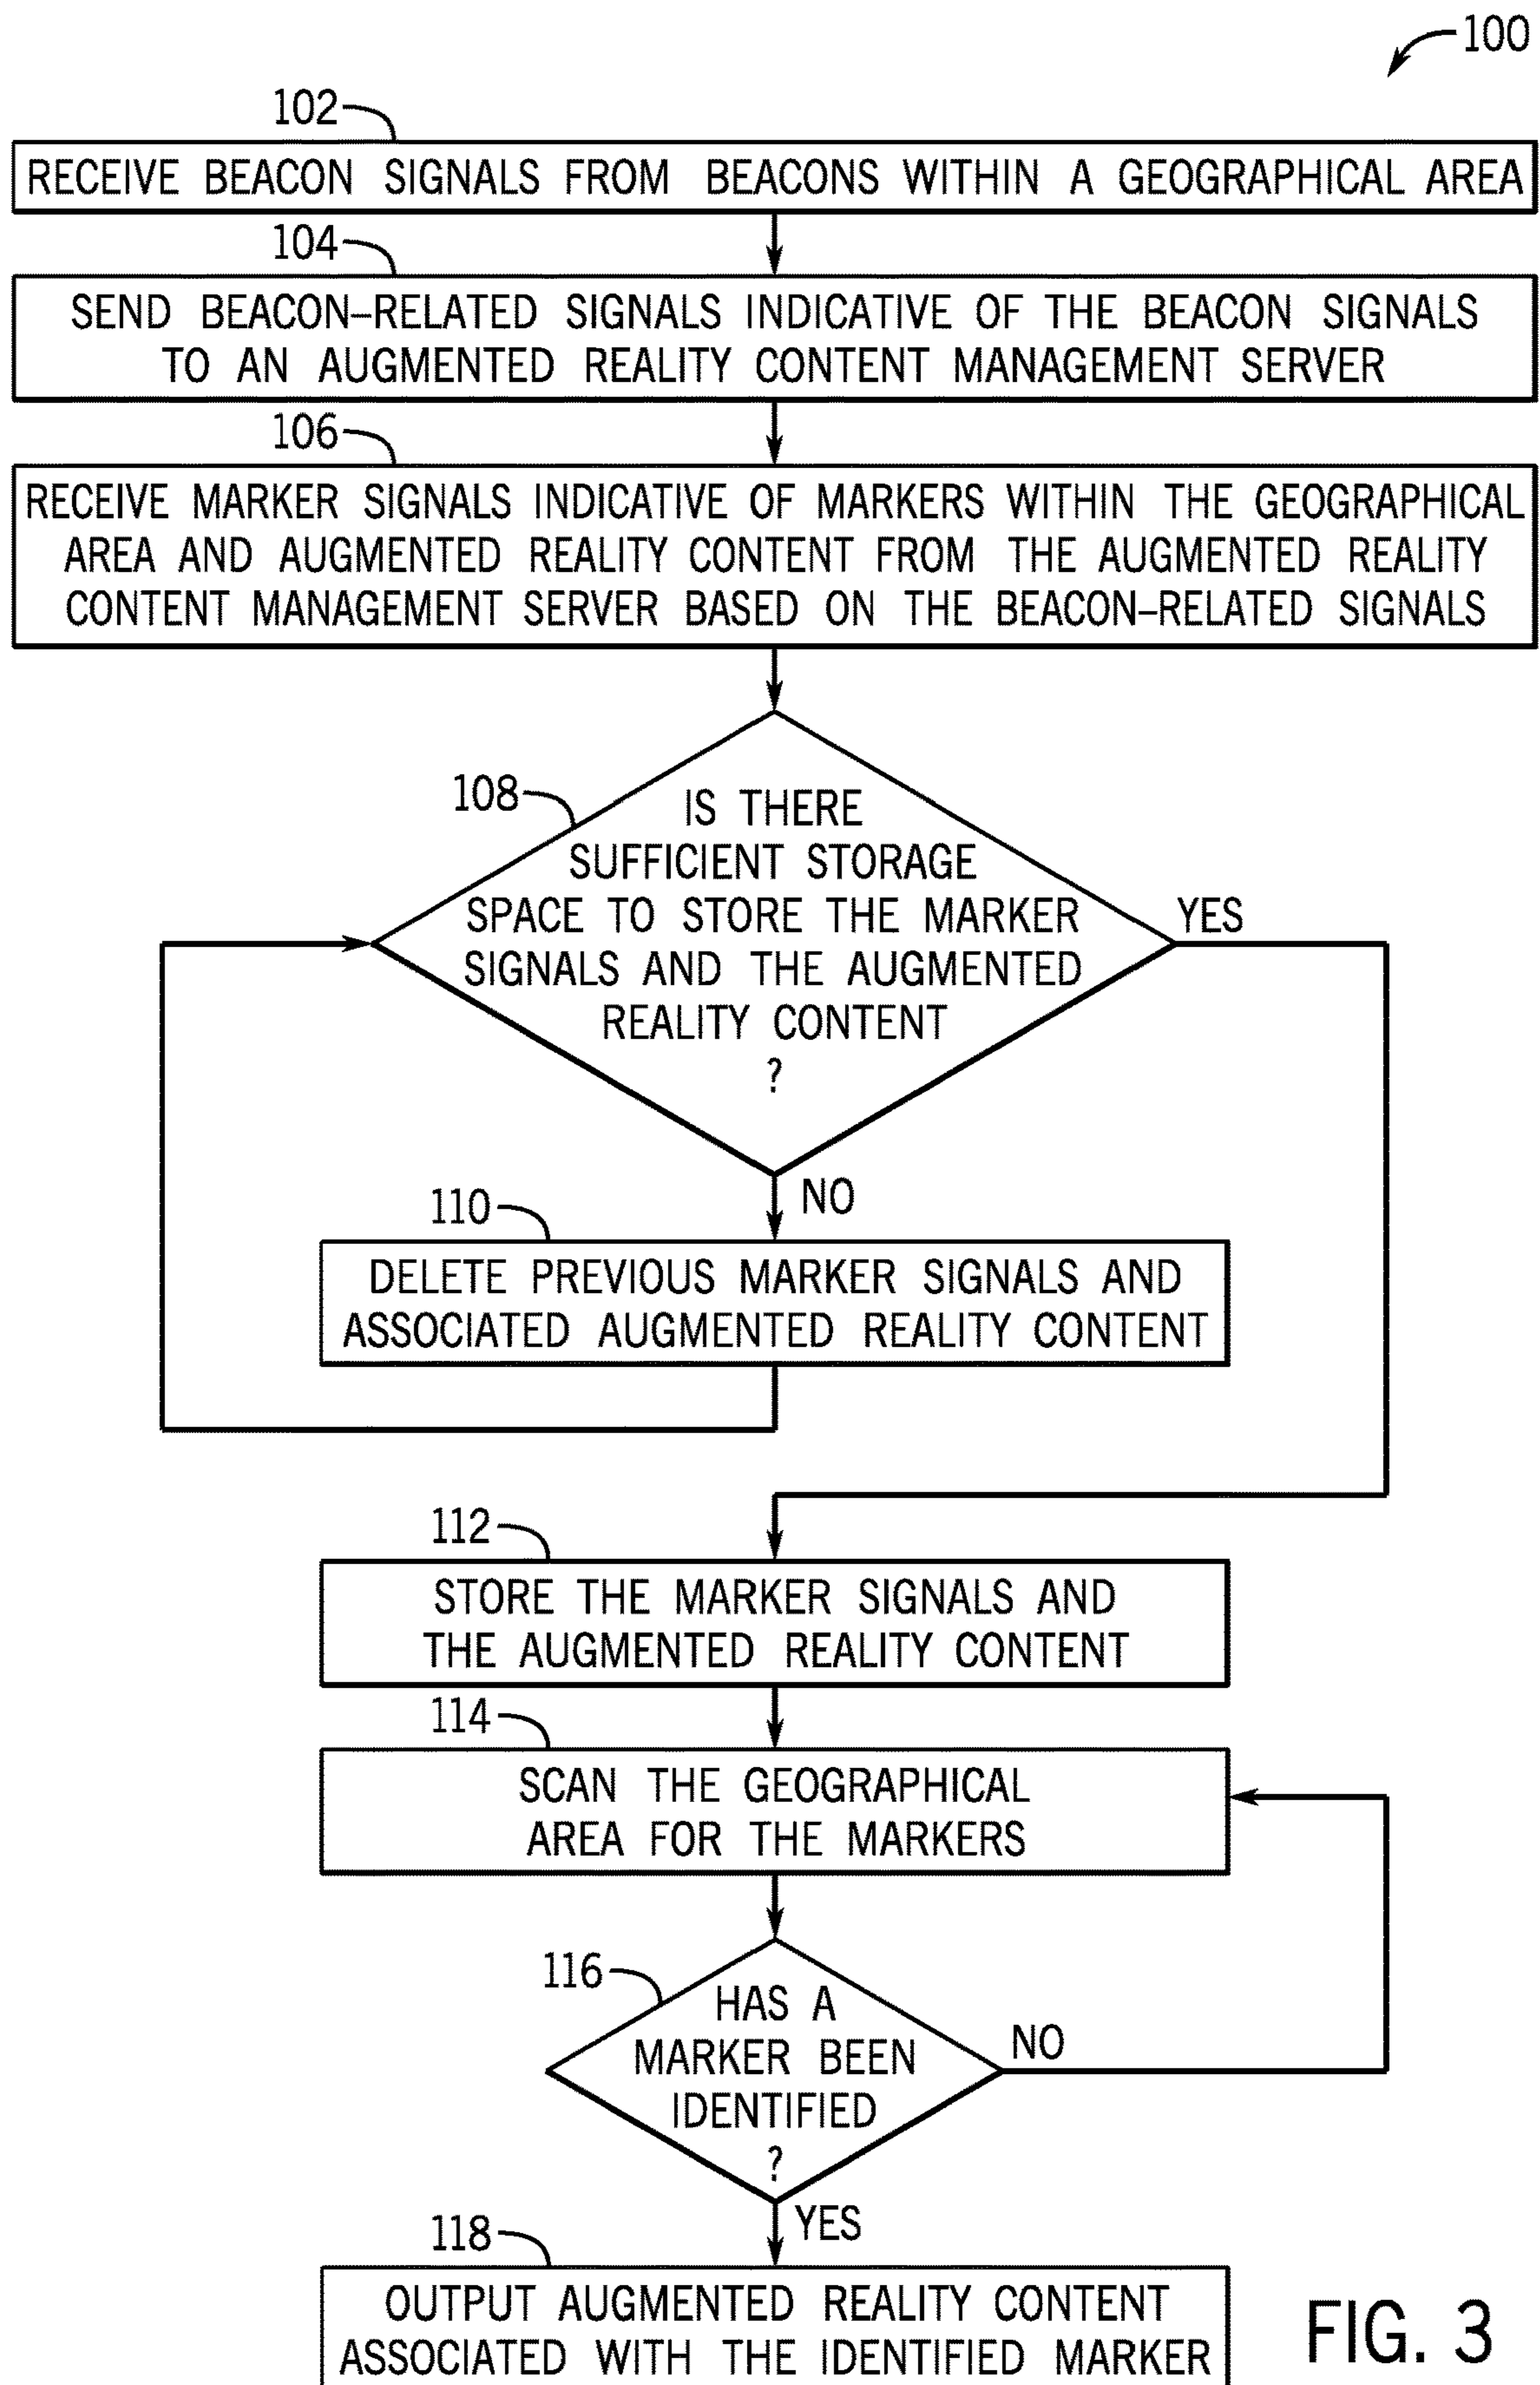 100
102
RECEIVE BEACON SIGNALS FROM BEACONS WITHIN A GEOGRAPHICAL AREA
104
SEND BEACON–RELATED SIGNALS INDICATIVE OF THE BEACON SIGNALS
TO AN AUGMENTED REALITY CONTENT MANAGEMENT SERVER
106
RECEIVE MARKER SIGNALS INDICATIVE OF MARKERS WITHIN THE GEOGRAPHICAL
AREA AND AUGMENTED REALITY CONTENT FROM THE AUGMENTED REALITY
CONTENT MANAGEMENT SERVER BASED ON THE BEACON–RELATED SIGNALS
108
IS THERE
SUFFICIENT STORAGE
SPACE TO STORE THE MARKER
SIGNALS AND THE AUGMENTED
REALITY CONTENT
?
YES
NO
110
DELETE PREVIOUS MARKER SIGNALS AND
ASSOCIATED AUGMENTED REALITY CONTENT
112
STORE THE MARKER SIGNALS AND
THE AUGMENTED REALITY CONTENT
114
SCAN THE GEOGRAPHICAL
AREA FOR THE MARKERS
116
HAS A
MARKER BEEN
IDENTIFIED
?
NO
YES
118
OUTPUT AUGMENTED REALITY CONTENT
ASSOCIATED WITH THE IDENTIFIED MARKER
FIG. 3